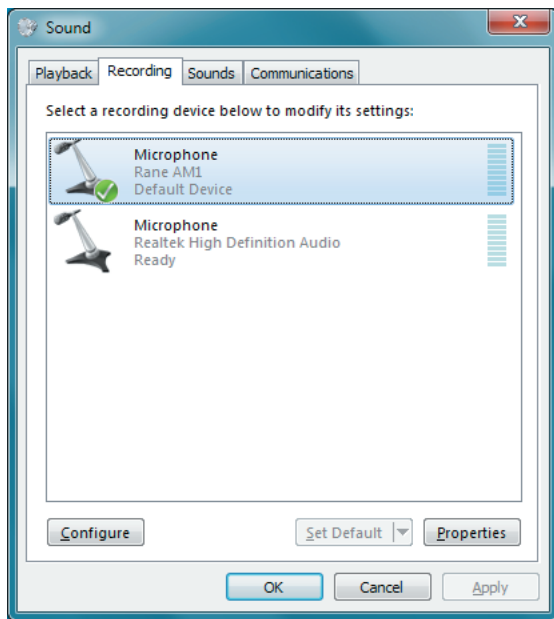 Sound
Playback Recording Sounds Communications
Select a recording device below to modify its settings:
Microphone
Rane AM1
Default Device
Microphone
Realtek High Definition Audio
Ready
Configure Set Default Properties
OK Cancel Apply